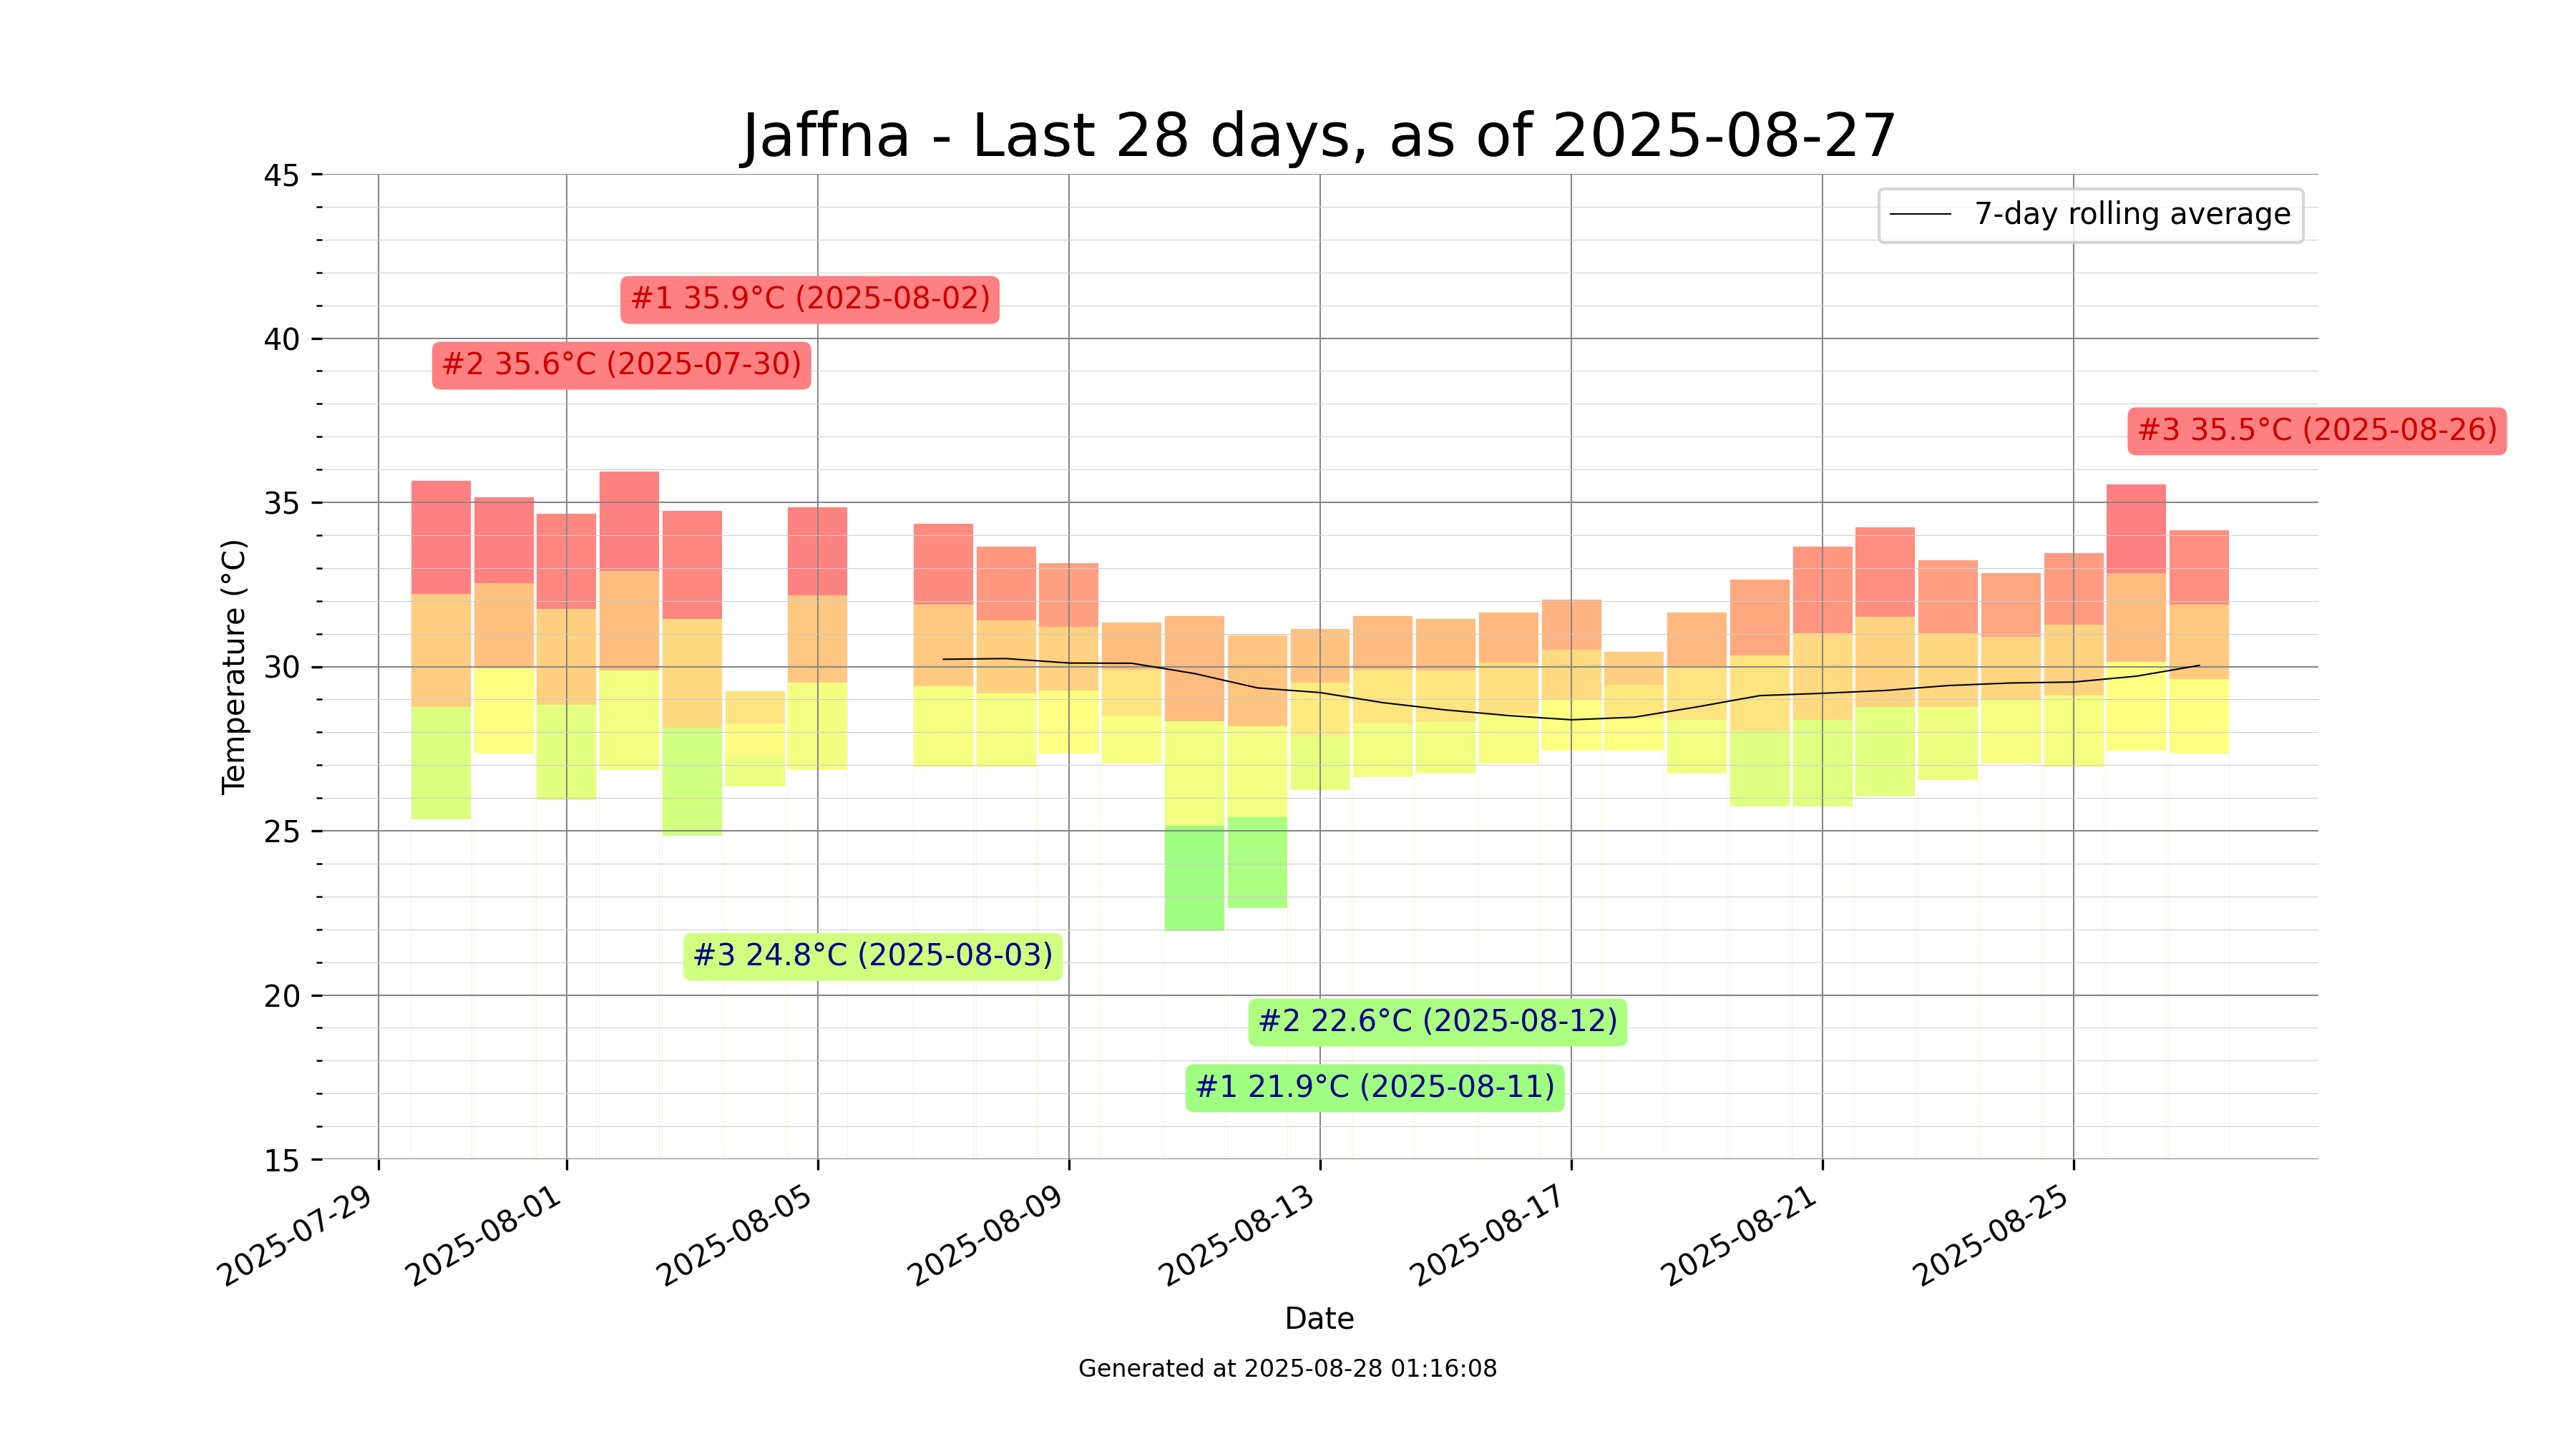 Jaffna - Last 28 days, as of 2025-08-27
7-day rolling average
#1 35.9°C (2025-08-02)
#2 35.6°C (2025-07-30)
#3 35.5°C (2025-08-26)
#3 24.8°C (2025-08-03)
#2 22.6°C (2025-08-12)
#1 21.9°C (2025-08-11)
Temperature (°C)
45
40
35
30
25
20
15
2025-07-29
2025-08-01
2025-08-05
2025-08-09
2025-08-13
2025-08-17
2025-08-21
2025-08-25
Date
Generated at 2025-08-28 01:16:08